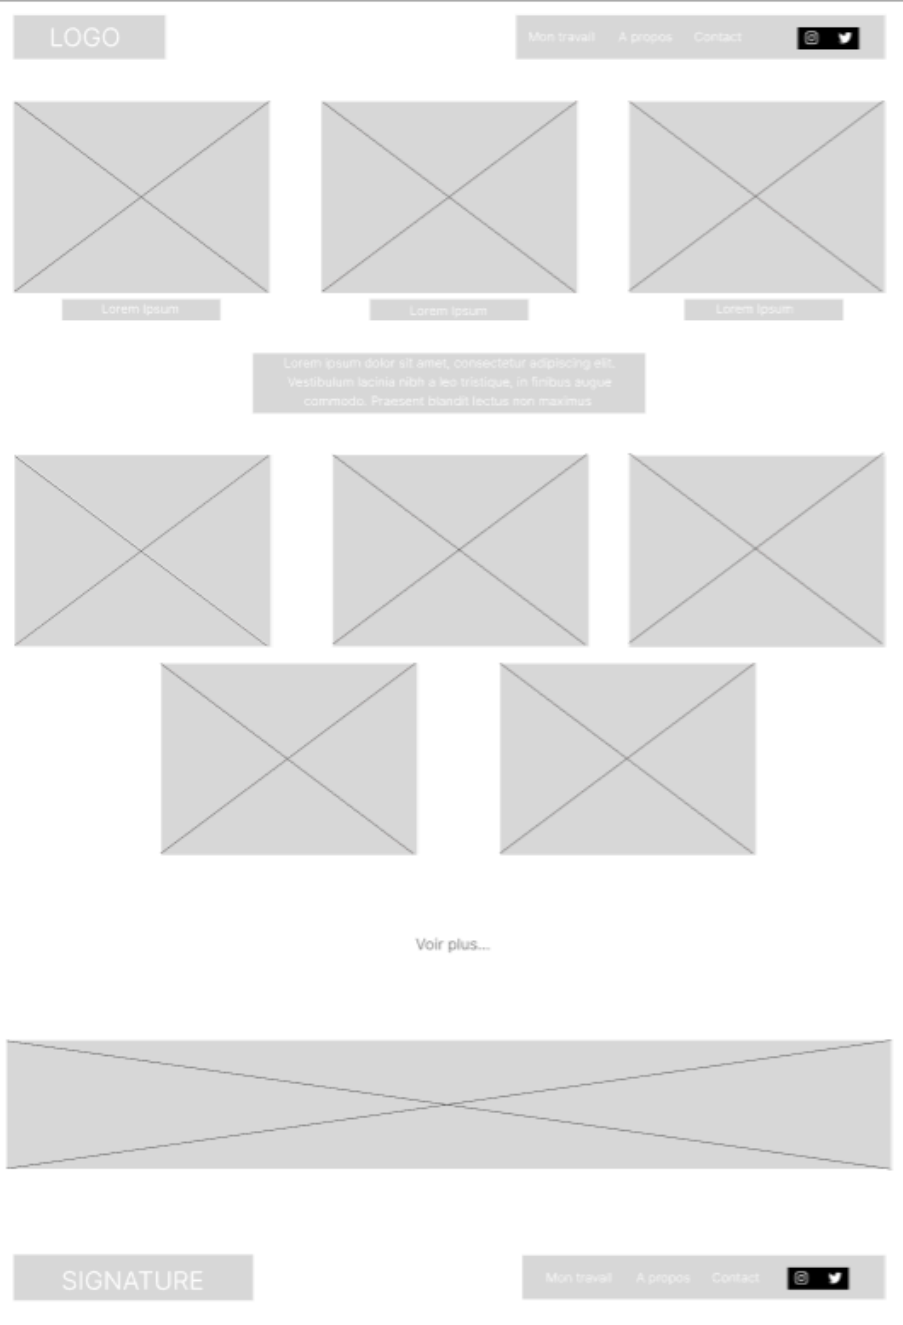 LOGO
Mon travail A propos Contact
Lorem Ipsum
Lorem Ipsum
Lorem Ipsum
Lorem ipsum dolor sit amet, consectetur adipiscing elit.
Vestibulum lacinia nibh a leo tristique, in finibus augue
commodo. Praesent blandit lectus non maximus
Voir plus...
SIGNATURE
Mon travail A propos Contact